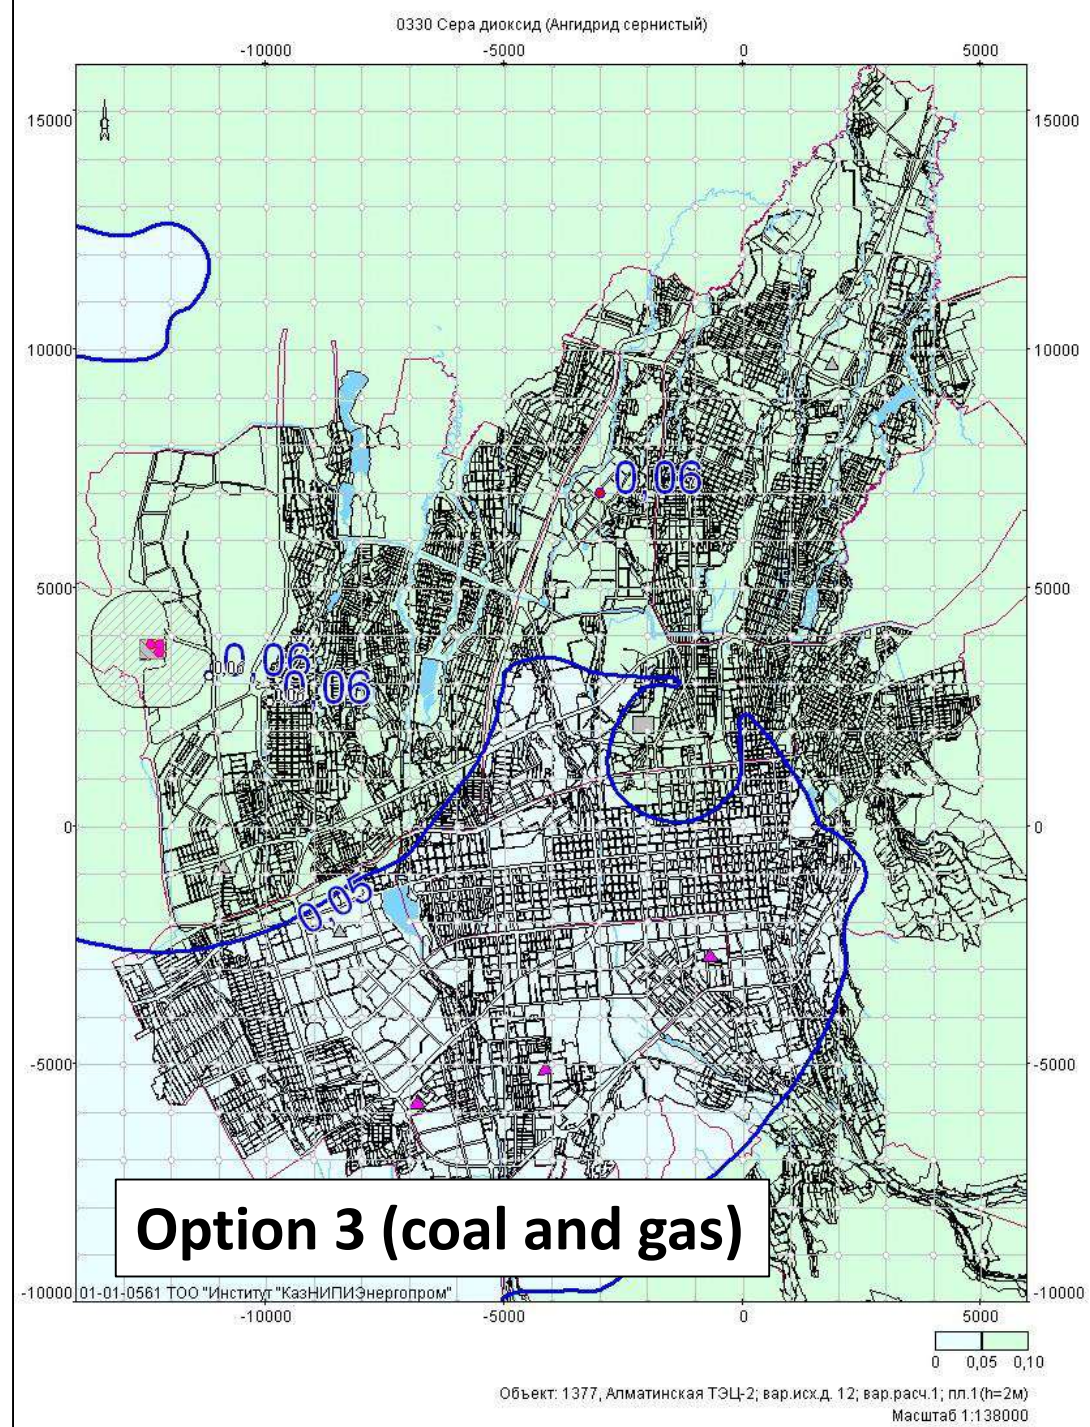 0330 Сера диоксид (Ангидрид сернистый)
-10000 -5000 0 5000
15000 15000
10000 10000
0,06
5000 5000
0,06
0,06
0,06
0 0
0,05
-5000 -5000
Option 3 (coal and gas)
-10000 01-01-0561 ТОО "Институт "КазНИПИЭнергопром" -10000
-10000 -5000 0 5000
0 0,05 0,10
Объект: 1377, Алматинская ТЭЦ-2; вар.исх.д. 12; вар.расч.1; пл.1(h=2м)
Масштаб 1:138000